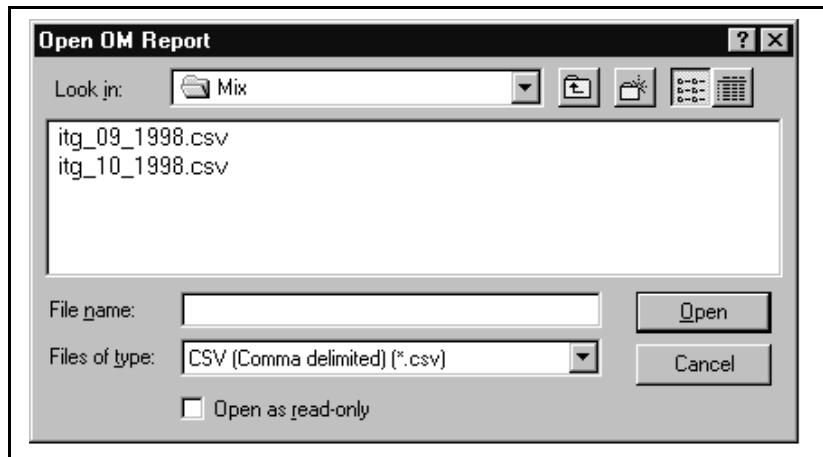 Open OM Report
Look in: Mix
itg_09_1998.csv
itg_10_1998.csv
File name: Open
Files of type: CSV (Comma delimited) (*.csv) Cancel
Open as read-only